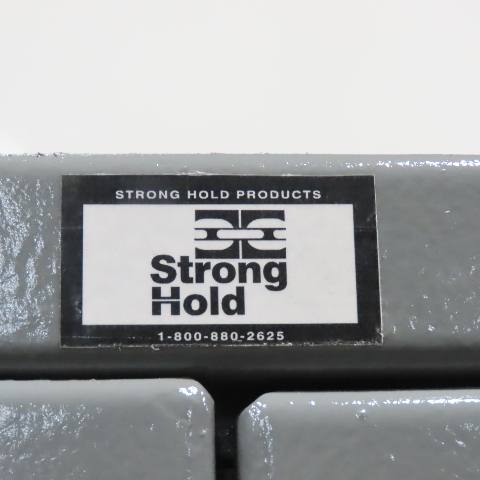 STRONG HOLD PRODUCTS
Strong
Hold
1-800-880-2625